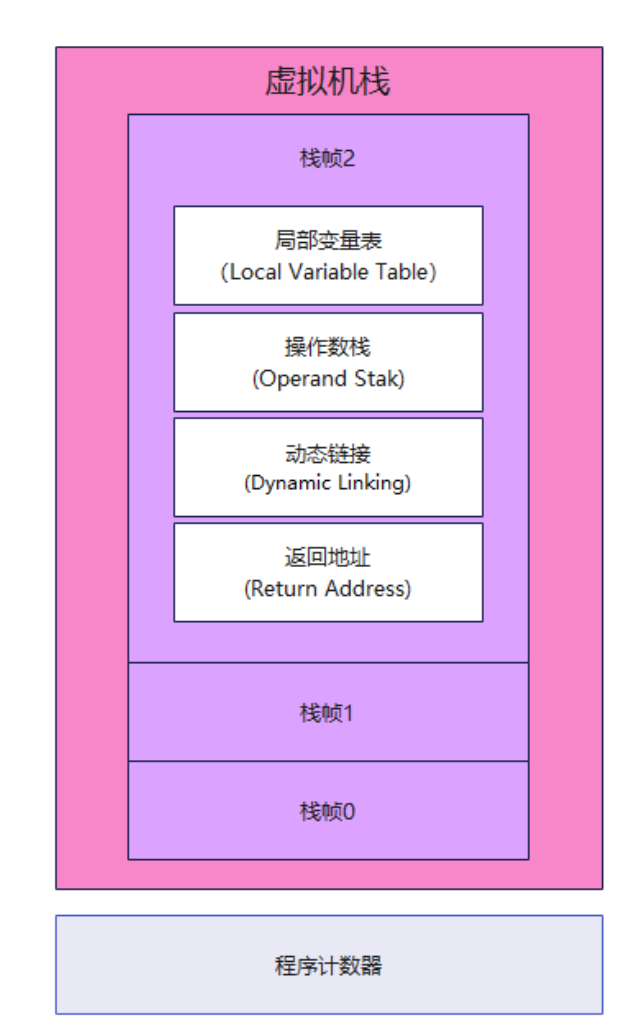 虚拟机栈
栈帧2
局部变量表
(Local Variable Table)
操作数栈
(Operand Stak)
动态链接
(Dynamic Linking)
返回地址
(Return Address)
栈帧1
栈帧0
程序计数器